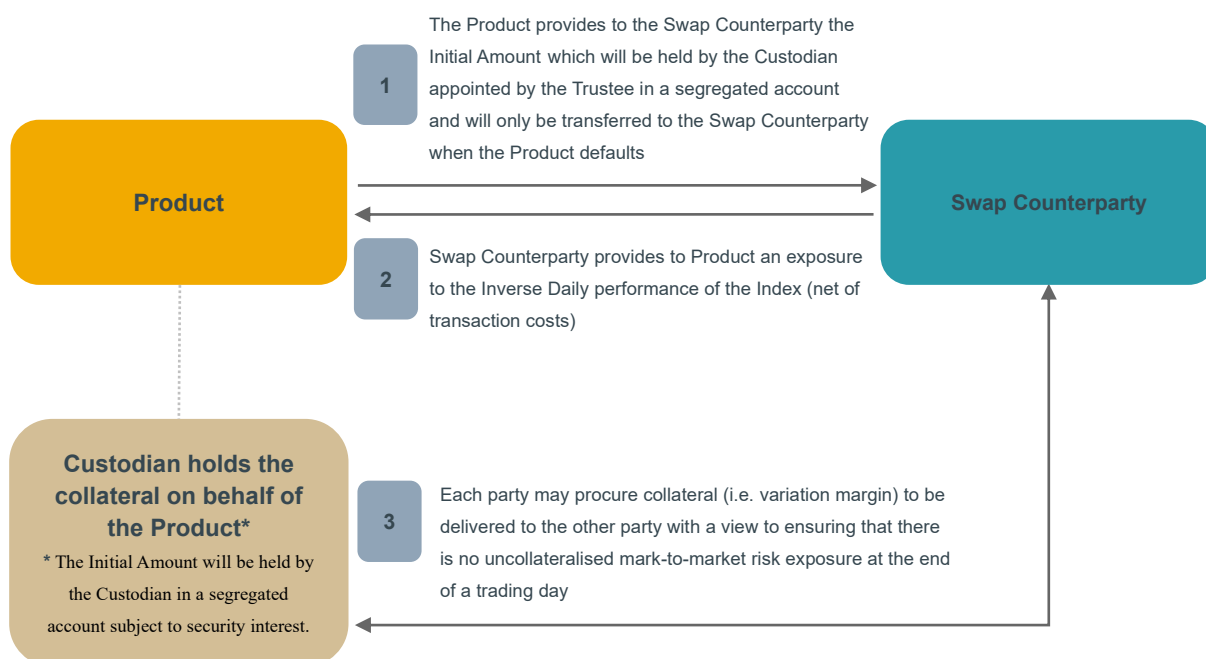 The Product provides to the Swap Counterparty the
Initial Amount which will be held by the Custodian
appointed by the Trustee in a segregated account
and will only be transferred to the Swap Counterparty
when the Product defaults
1
Product
Swap Counterparty
2
Swap Counterparty provides to Product an exposure
to the Inverse Daily performance of the Index (net of
transaction costs)
Custodian holds the
collateral on behalf of
the Product*
* The Initial Amount will be held by
the Custodian in a segregated
account subject to security interest.
3
Each party may procure collateral (i.e. variation margin) to be
delivered to the other party with a view to ensuring that there
is no uncollateralised mark-to-market risk exposure at the end
of a trading day